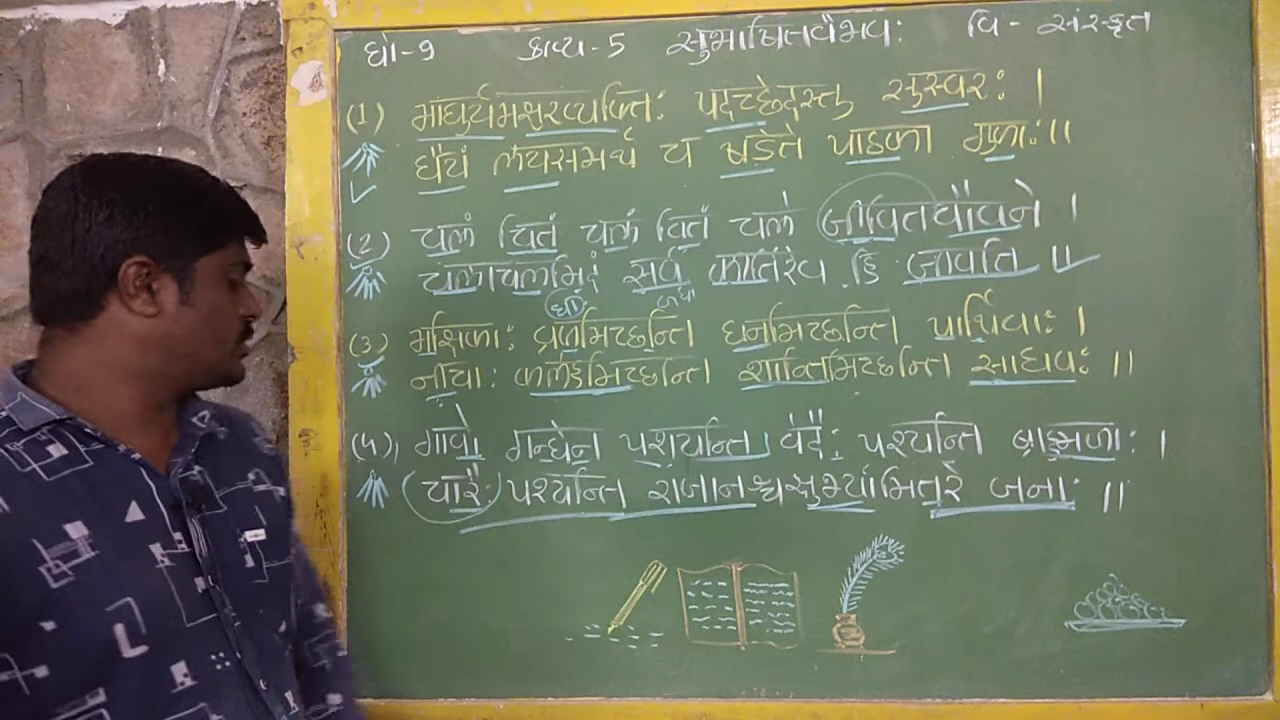 धो-9 काव्य-5 सुभाषितवैभवः वि- संस्कृत
(1) माधुर्यमक्षरव्यक्तिः पदच्छेदस्तु सुस्वरः ।
धैर्यं लयसमर्थं च षडेते पाठका गुणाः ॥
(2) चलं चित्तं चलं वित्तं चले जीवितयौवने ।
चलाचलमिदं सर्वं कीर्तिर्यस्य जीवति ॥
(3) मक्षिकाः व्रणमिच्छन्ति धनमिच्छन्ति पार्थिवाः ।
नीचाः कलहमिच्छन्ति शान्तिमिच्छन्ति साधवः ॥
(4) गावो गन्धेन पश्यन्ति वेदैः पश्यन्ति ब्राह्मणाः ।
चारैः पश्यन्ति राजानश्चक्षुर्भ्यामितरे जनाः ॥